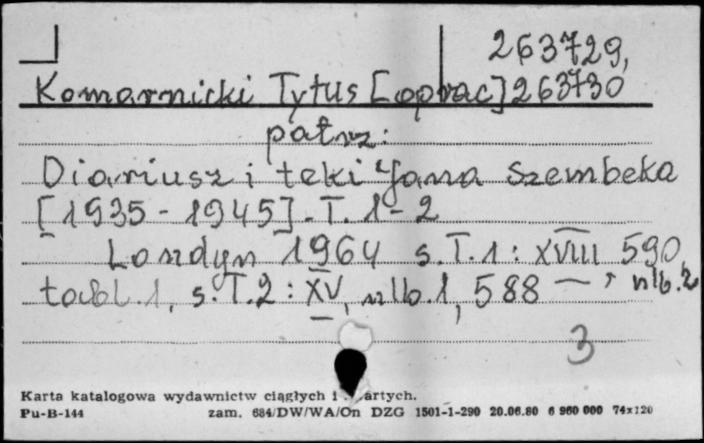 263729,
Komarnicki Tytus [oprac] 263730
patrz:
Diariusz i teki Jana Szembeka
[1935-1945]. T. 1-2
Londyn 1964 s. T. 1: XVIII 590,
tabl. 1, s. T. 2: XV, nlb. 1, 588 — , nlb. 2
3
Karta katalogowa wydawnictw ciągłych i artych.
Pu-B-144 zam. 684/DW/WA/On DZG 1501-1-290 20.06.80 6 960 000 74x120